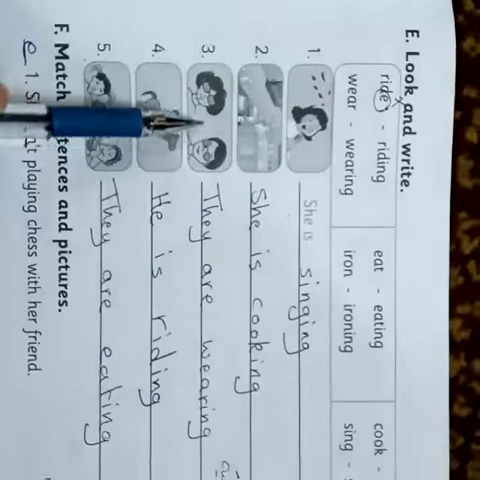 E. Look and write.
ride - riding eat - eating cook -
wear - wearing iron - ironing sing -
1. She is singing
2. She is cooking
3. They are wearing
4. He is riding
5. They are eating
F. Match tences and pictures.
e 1. playing chess with her friend.